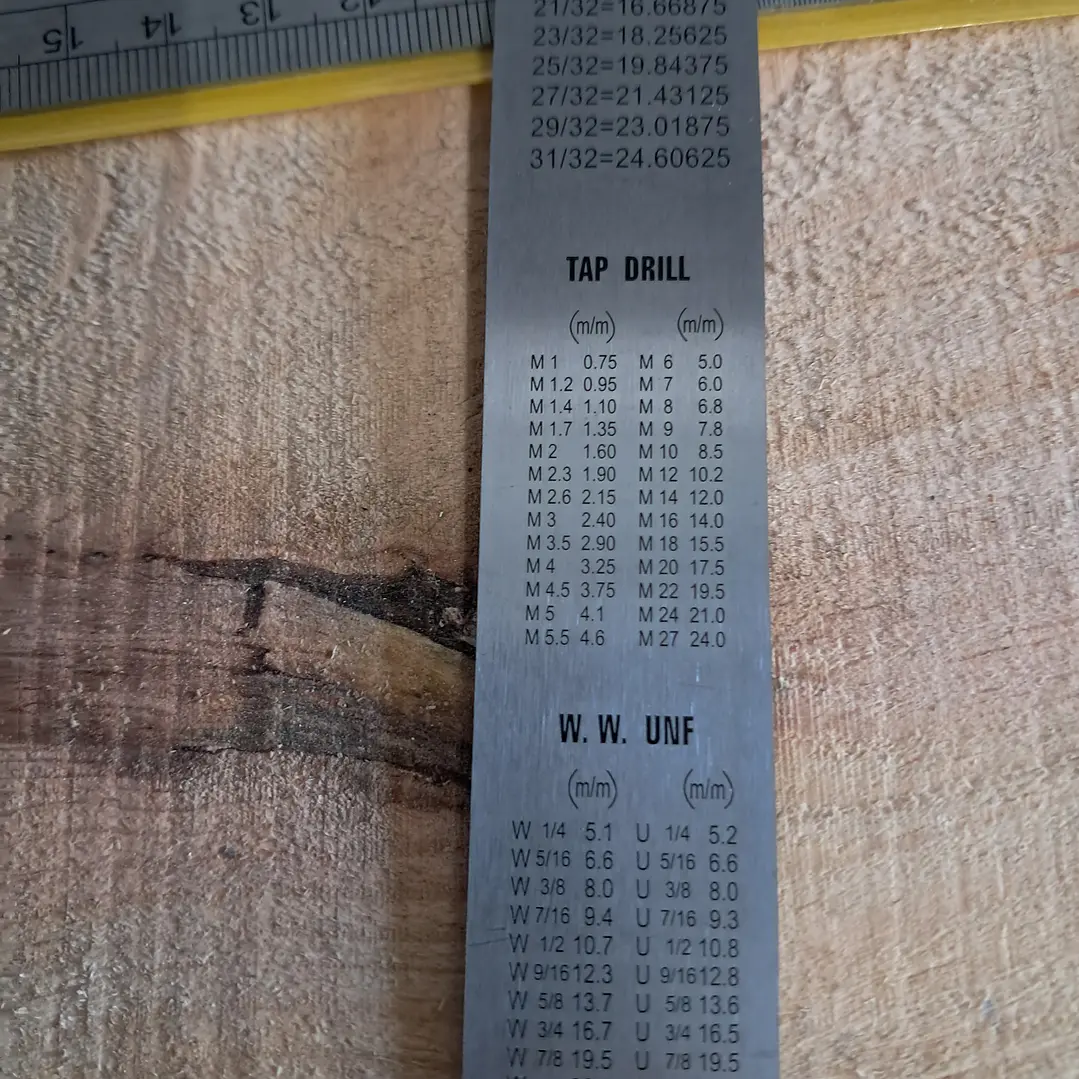 15 14 13 12
21/32=16.66875
23/32=18.25625
25/32=19.84375
27/32=21.43125
29/32=23.01875
31/32=24.60625
TAP DRILL
(m/m) (m/m)
M 1 0.75 M 6 5.0
M 1.2 0.95 M 7 6.0
M 1.4 1.10 M 8 6.8
M 1.7 1.35 M 9 7.8
M 2 1.60 M 10 8.5
M 2.3 1.90 M 12 10.2
M 2.6 2.15 M 14 12.0
M 3 2.40 M 16 14.0
M 3.5 2.90 M 18 15.5
M 4 3.25 M 20 17.5
M 4.5 3.75 M 22 19.5
M 5 4.1 M 24 21.0
M 5.5 4.6 M 27 24.0
W. W. UNF
(m/m) (m/m)
W 1/4 5.1 U 1/4 5.2
W 5/16 6.6 U 5/16 6.6
W 3/8 8.0 U 3/8 8.0
W 7/16 9.4 U 7/16 9.3
W 1/2 10.7 U 1/2 10.8
W 9/16 12.3 U 9/16 12.8
W 5/8 13.7 U 5/8 13.6
W 3/4 16.7 U 3/4 16.5
W 7/8 19.5 U 7/8 19.5